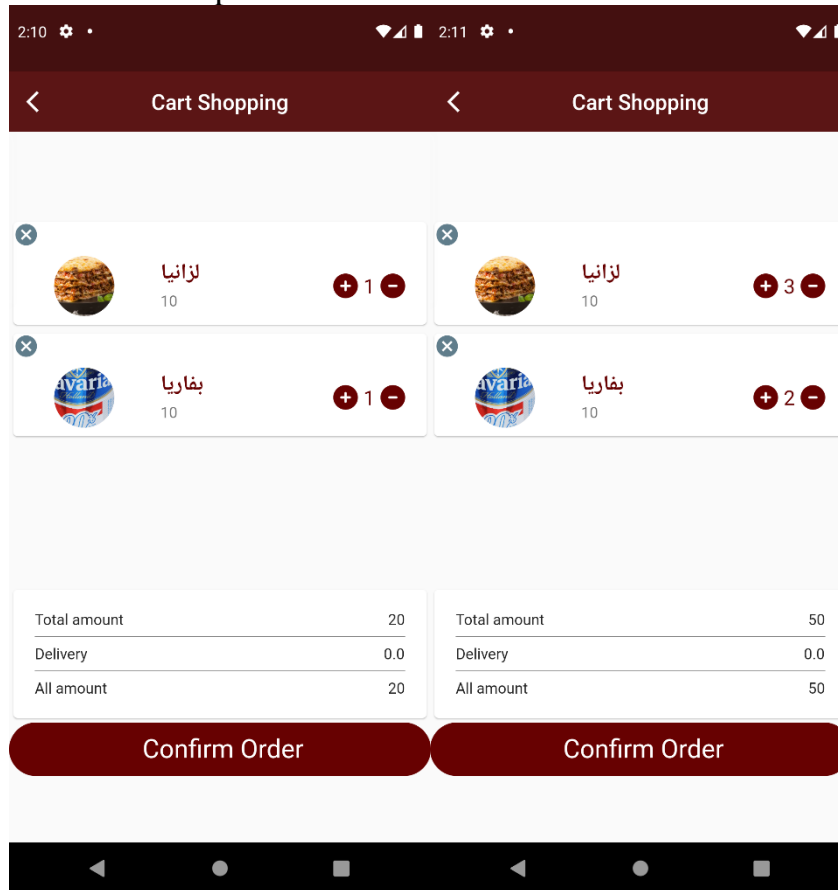 2:10
Cart Shopping
لزانيا
10
1
avaria
بفاريا
10
1
Total amount 20
Delivery 0.0
All amount 20
Confirm Order
2:11
Cart Shopping
لزانيا
10
3
avaria
بفاريا
10
2
Total amount 50
Delivery 0.0
All amount 50
Confirm Order